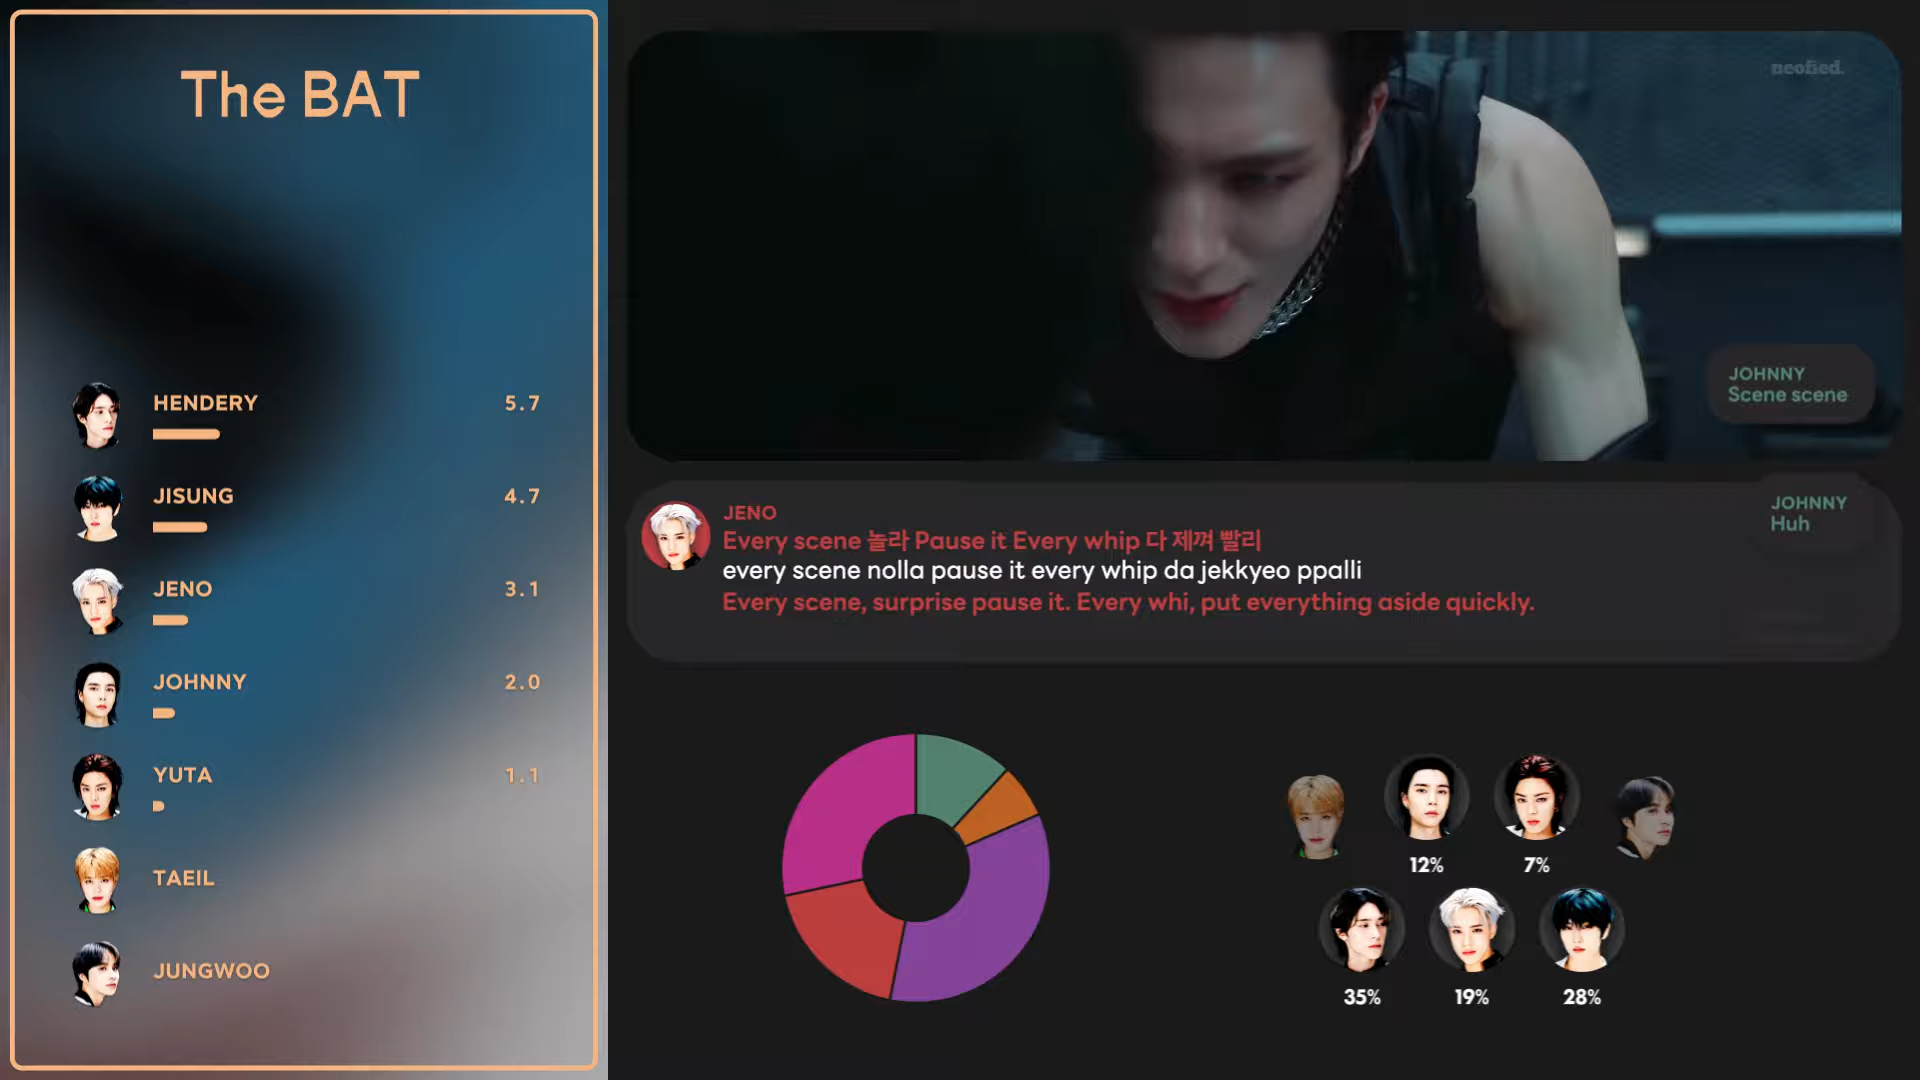 The BAT
HENDERY 5.7
JISUNG 4.7
JENO 3.1
JOHNNY 2.0
YUTA 1.1
TAEIL
JUNGWOO
neofied.
JOHNNY
Scene scene
JENO
Every scene 놀라 Pause it Every whip 다 제껴 빨리
every scene nolla pause it every whip da jekkyeo ppalli
Every scene, surprise pause it. Every whi, put everything aside quickly.
JOHNNY
Huh
12% 7%
35% 19% 28%